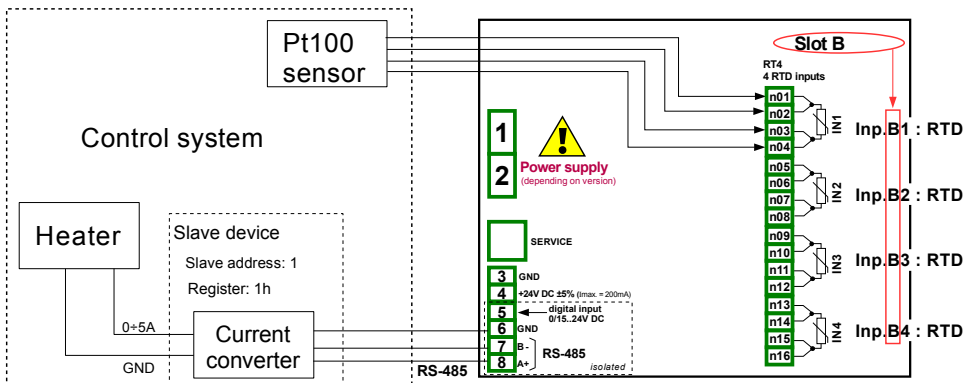 Control system
Pt100
sensor
Heater
Slave device
Slave address: 1
Register: 1h
0÷5A
GND
Current
converter
RS-485
1
2
Power supply
(depending on version)
SERVICE
3 GND
4 +24V DC ±5% (Imax. = 200mA)
5 digital input
0/15..24V DC
6 GND
7 B-
8 A+
RS-485
isolated
Slot B
RT4
4 RTD inputs
n01
n02
n03
n04
IN1
Inp.B1 : RTD
n05
n06
n07
n08
IN2
Inp.B2 : RTD
n09
n10
n11
n12
IN3
Inp.B3 : RTD
n13
n14
n15
n16
IN4
Inp.B4 : RTD